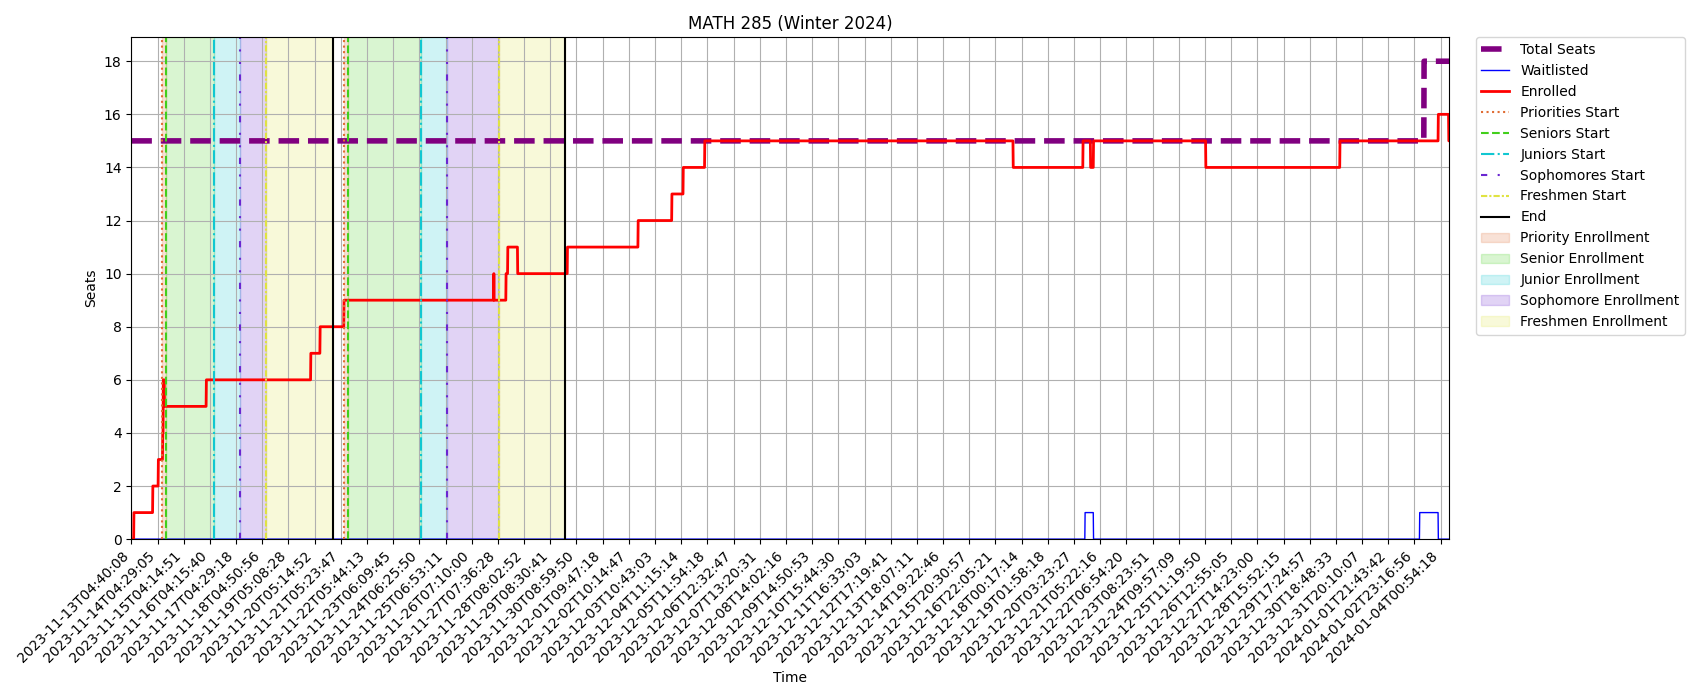 MATH 285 (Winter 2024)
Seats
18
16
14
12
10
8
6
4
2
0
2023-11-13T04:40:08
2023-11-14T04:29:05
2023-11-15T04:14:51
2023-11-16T04:15:40
2023-11-17T04:29:18
2023-11-18T04:50:56
2023-11-19T05:08:28
2023-11-20T05:14:52
2023-11-21T05:23:47
2023-11-22T05:44:13
2023-11-23T06:09:45
2023-11-24T06:25:50
2023-11-25T06:53:11
2023-11-26T07:10:00
2023-11-27T07:36:28
2023-11-28T08:02:52
2023-11-29T08:30:41
2023-11-30T08:59:50
2023-12-01T09:47:18
2023-12-02T10:14:47
2023-12-03T10:43:03
2023-12-04T11:15:14
2023-12-05T11:54:18
2023-12-06T12:32:47
2023-12-07T13:20:31
2023-12-08T14:02:16
2023-12-09T14:50:53
2023-12-10T15:44:30
2023-12-11T16:33:03
2023-12-12T17:19:41
2023-12-13T18:07:11
2023-12-14T19:22:46
2023-12-15T20:30:57
2023-12-16T22:05:21
2023-12-18T00:17:14
2023-12-19T01:58:18
2023-12-20T03:23:27
2023-12-21T05:22:16
2023-12-22T06:54:20
2023-12-23T08:23:51
2023-12-24T09:57:09
2023-12-25T11:19:50
2023-12-26T12:55:05
2023-12-27T14:23:00
2023-12-28T15:52:15
2023-12-29T17:24:57
2023-12-30T18:48:33
2023-12-31T20:10:07
2024-01-01T21:43:42
2024-01-02T23:16:56
2024-01-04T00:54:18
Time
Total Seats
Waitlisted
Enrolled
Priorities Start
Seniors Start
Juniors Start
Sophomores Start
Freshmen Start
End
Priority Enrollment
Senior Enrollment
Junior Enrollment
Sophomore Enrollment
Freshmen Enrollment